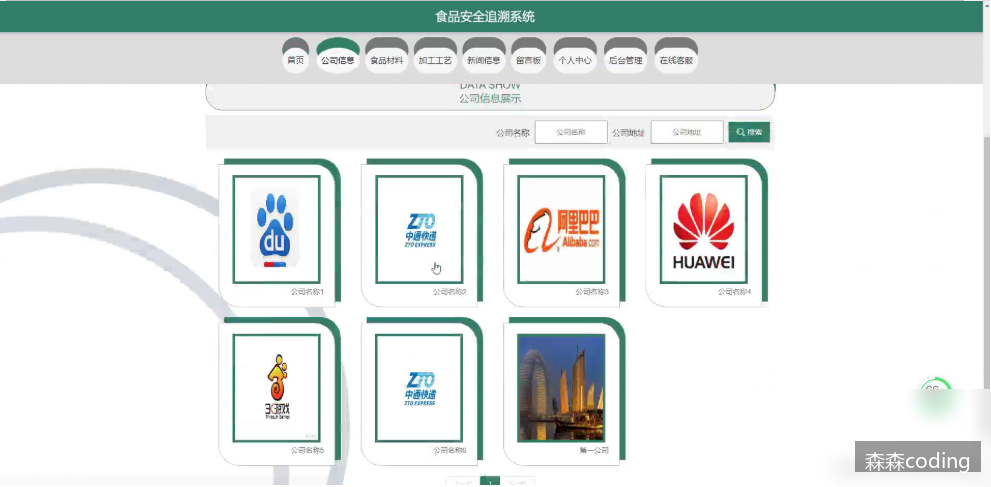 食品安全追溯系统
首页 公司信息 食品材料 加工工艺 新闻信息 留言板 个人中心 后台管理 在线客服
DATA SHOW
公司信息展示
公司名称 公司名称 公司地址 公司地址 搜索
du
ZTO
中通快递
ZTO EXPRESS
阿里巴巴
Alibaba.com
HUAWEI
公司名称1 公司名称2 公司名称3 公司名称4
ZTO
中通快递
ZTO EXPRESS
公司名称5 公司名称6 第一公司
1
森森coding